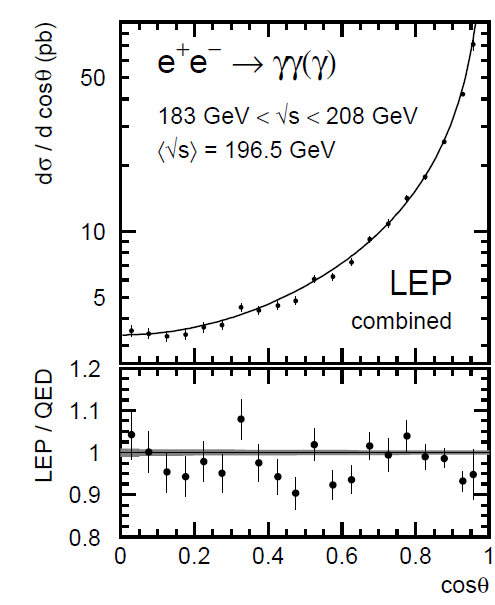 dσ / d cosθ (pb)
e⁺e⁻ → γγ(γ)
183 GeV < √s < 208 GeV
⟨√s⟩ = 196.5 GeV
50
10
5
LEP
combined
LEP / QED
1.2
1.1
1
0.9
0.8
0 0.2 0.4 0.6 0.8 1
cosθ